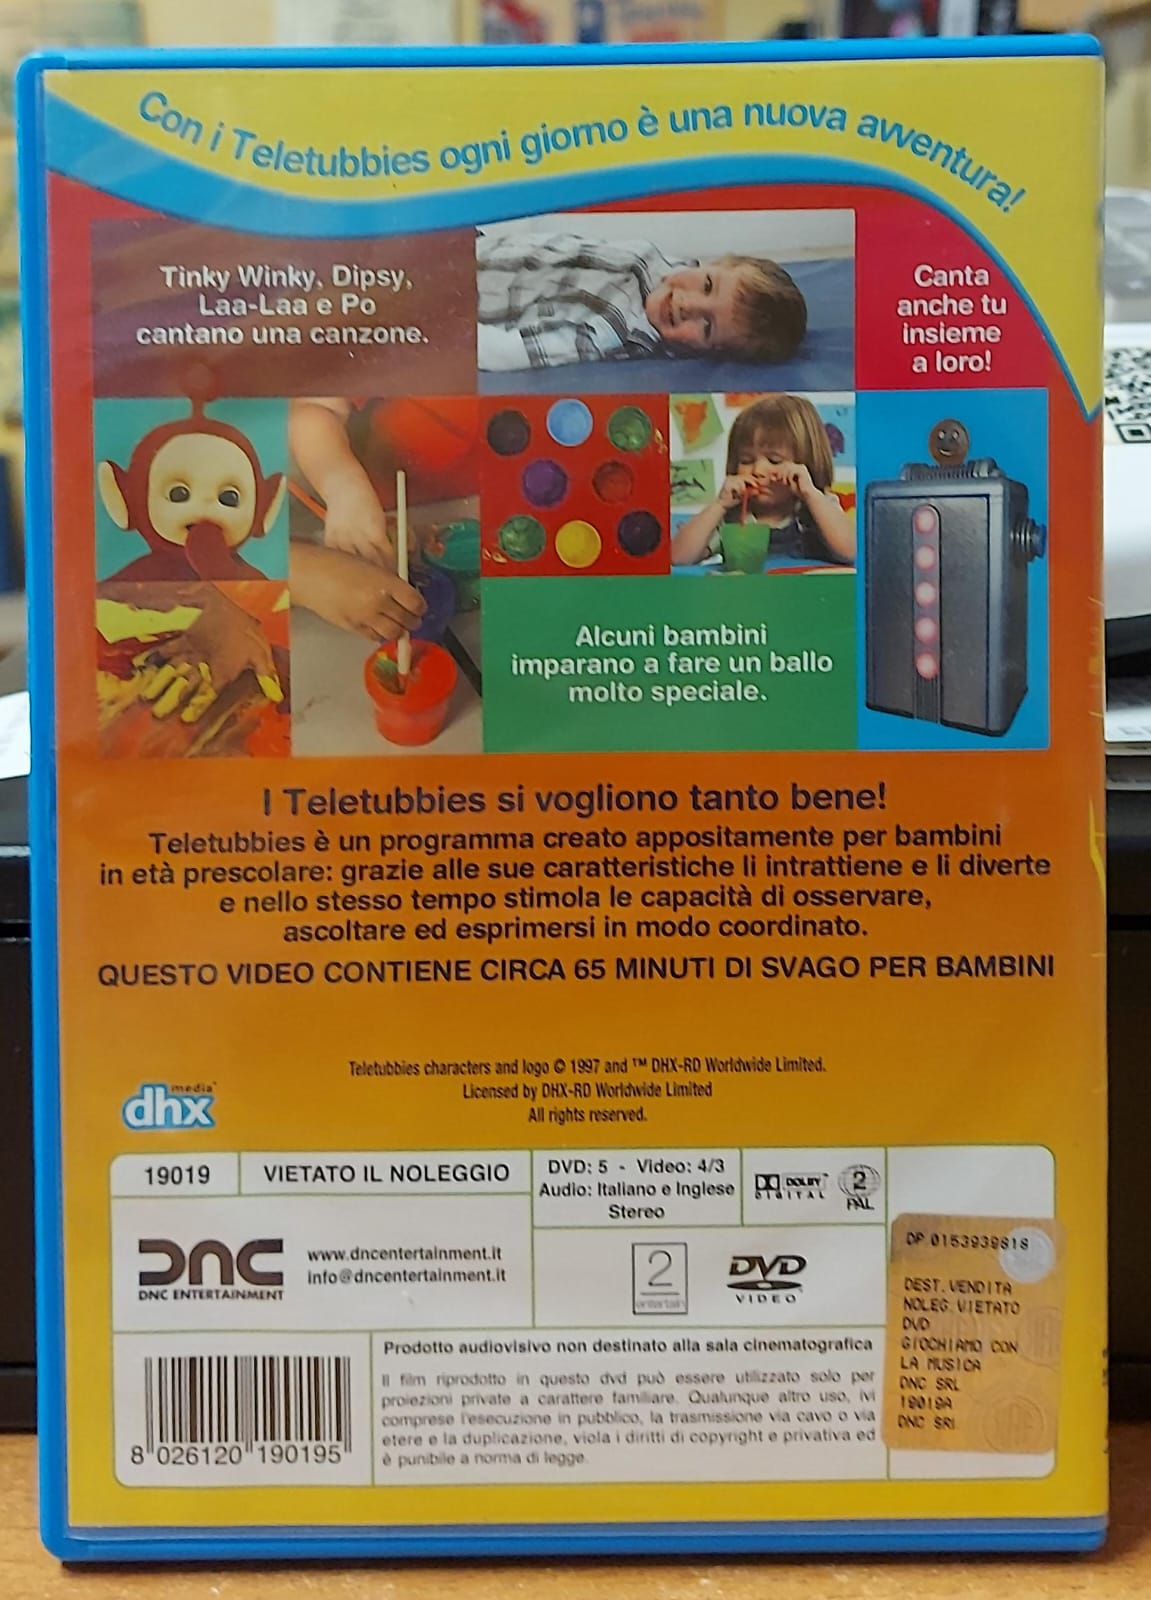 Con i Teletubbies ogni giorno è una nuova avventura!
Tinky Winky, Dipsy,
Laa-Laa e Po
cantano una canzone.
Canta
anche tu
insieme
a loro!
Alcuni bambini
imparano a fare un ballo
molto speciale.
I Teletubbies si vogliono tanto bene!
Teletubbies è un programma creato appositamente per bambini
in età prescolare: grazie alle sue caratteristiche li intrattiene e li diverte
e nello stesso tempo stimola le capacità di osservare,
ascoltare ed esprimersi in modo coordinato.
QUESTO VIDEO CONTIENE CIRCA 65 MINUTI DI SVAGO PER BAMBINI
Teletubbies characters and logo © 1997 and ™ DHX-RD Worldwide Limited.
Licensed by DHX-RD Worldwide Limited
All rights reserved.
dhx media
19019
VIETATO IL NOLEGGIO
DVD: 5 - Video: 4/3
Audio: Italiano e Inglese
Stereo
DOLBY
DIGITAL
2
PAL
DNC
DNC ENTERTAINMENT
www.dncentertainment.it
info@dncentertainment.it
2
entertain
DVD
VIDEO
DP 0153939818
DEST. VENDITA
NOLEG. VIETATO
DVD
GIOCHIAMO CON
LA MUSICA
DNC SRL
19019A
DNC SRL
Prodotto audiovisivo non destinato alla sala cinematografica
Il film riprodotto in questo dvd può essere utilizzato solo per
proiezioni private a carattere familiare. Qualunque altro uso, ivi
comprese l'esecuzione in pubblico, la trasmissione via cavo o via
etere e la duplicazione, viola i diritti di copyright e privativa ed
è punibile a norma di legge.
8 026120 190195